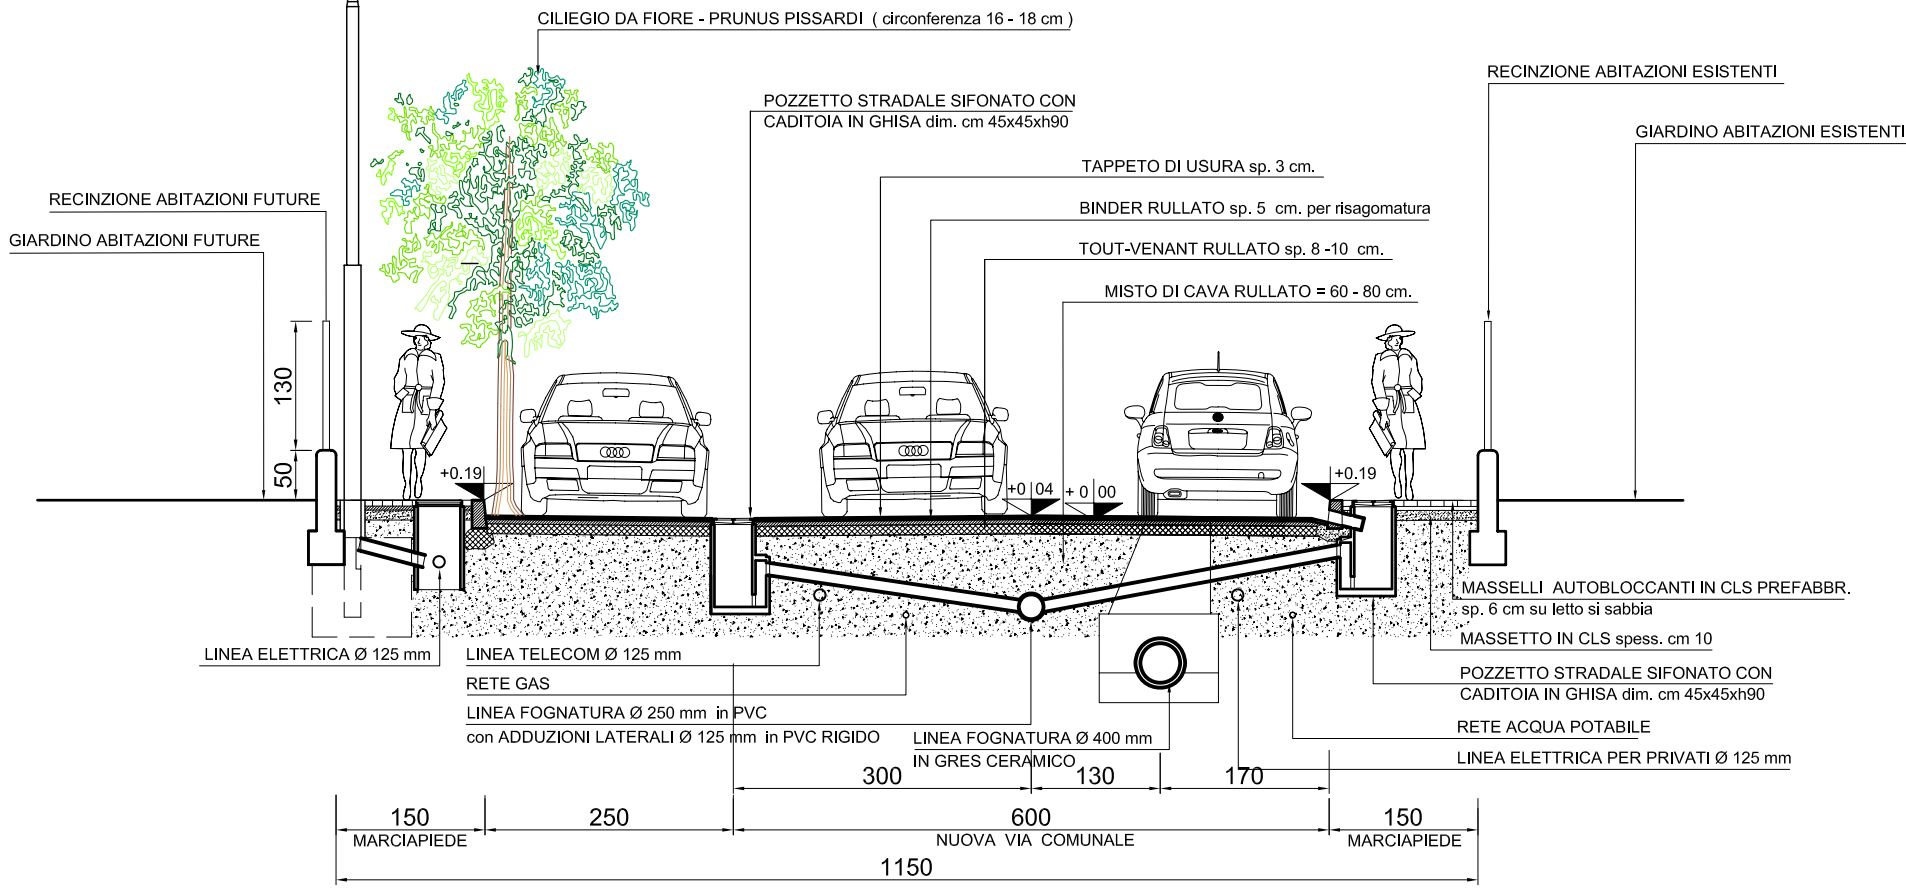 CILIEGIO DA FIORE - PRUNUS PISSARDI ( circonferenza 16 - 18 cm )
RECINZIONE ABITAZIONI ESISTENTI
POZZETTO STRADALE SIFONATO CON
CADITOIA IN GHISA dim. cm 45x45xh90
GIARDINO ABITAZIONI ESISTENTI
TAPPETO DI USURA sp. 3 cm.
RECINZIONE ABITAZIONI FUTURE
BINDER RULLATO sp. 5 cm. per risagomatura
GIARDINO ABITAZIONI FUTURE
TOUT-VENANT RULLATO sp. 8 -10 cm.
MISTO DI CAVA RULLATO = 60 - 80 cm.
130
50
+0.19
+0 04
+ 0 00
+0.19
MASSELLI AUTOBLOCCANTI IN CLS PREFABBR.
sp. 6 cm su letto si sabbia
MASSETTO IN CLS spess. cm 10
LINEA ELETTRICA Ø 125 mm
LINEA TELECOM Ø 125 mm
RETE GAS
POZZETTO STRADALE SIFONATO CON
CADITOIA IN GHISA dim. cm 45x45xh90
LINEA FOGNATURA Ø 250 mm in PVC
con ADDUZIONI LATERALI Ø 125 mm in PVC RIGIDO
RETE ACQUA POTABILE
LINEA FOGNATURA Ø 400 mm
IN GRES CERAMICO
LINEA ELETTRICA PER PRIVATI Ø 125 mm
300
130
170
150
250
600
150
MARCIAPIEDE
NUOVA VIA COMUNALE
MARCIAPIEDE
1150